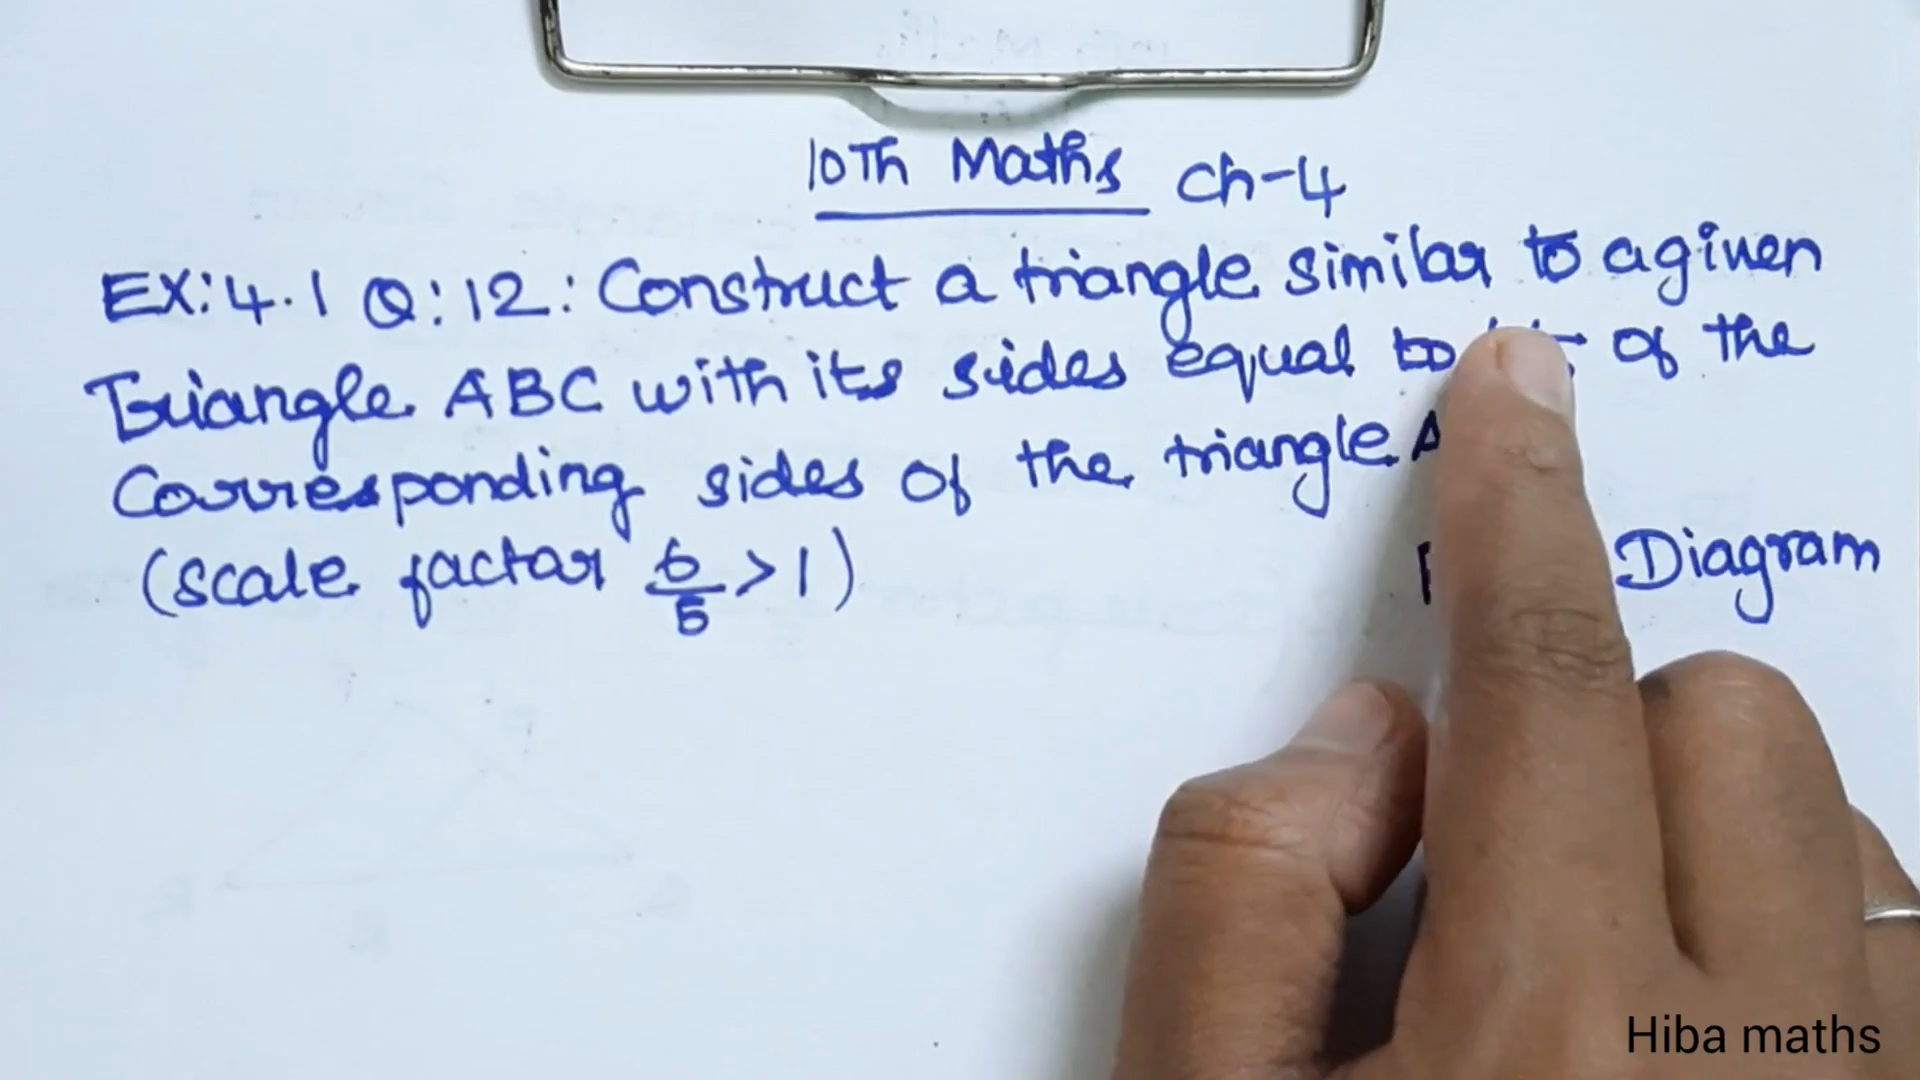 10Th Maths Ch-4
EX: 4.1 Q: 12: Construct a triangle similar to a given
Triangle ABC with its sides equal to of the
Corresponding sides of the triangle
(scale factor 6/5 > 1)
Diagram
Hiba maths